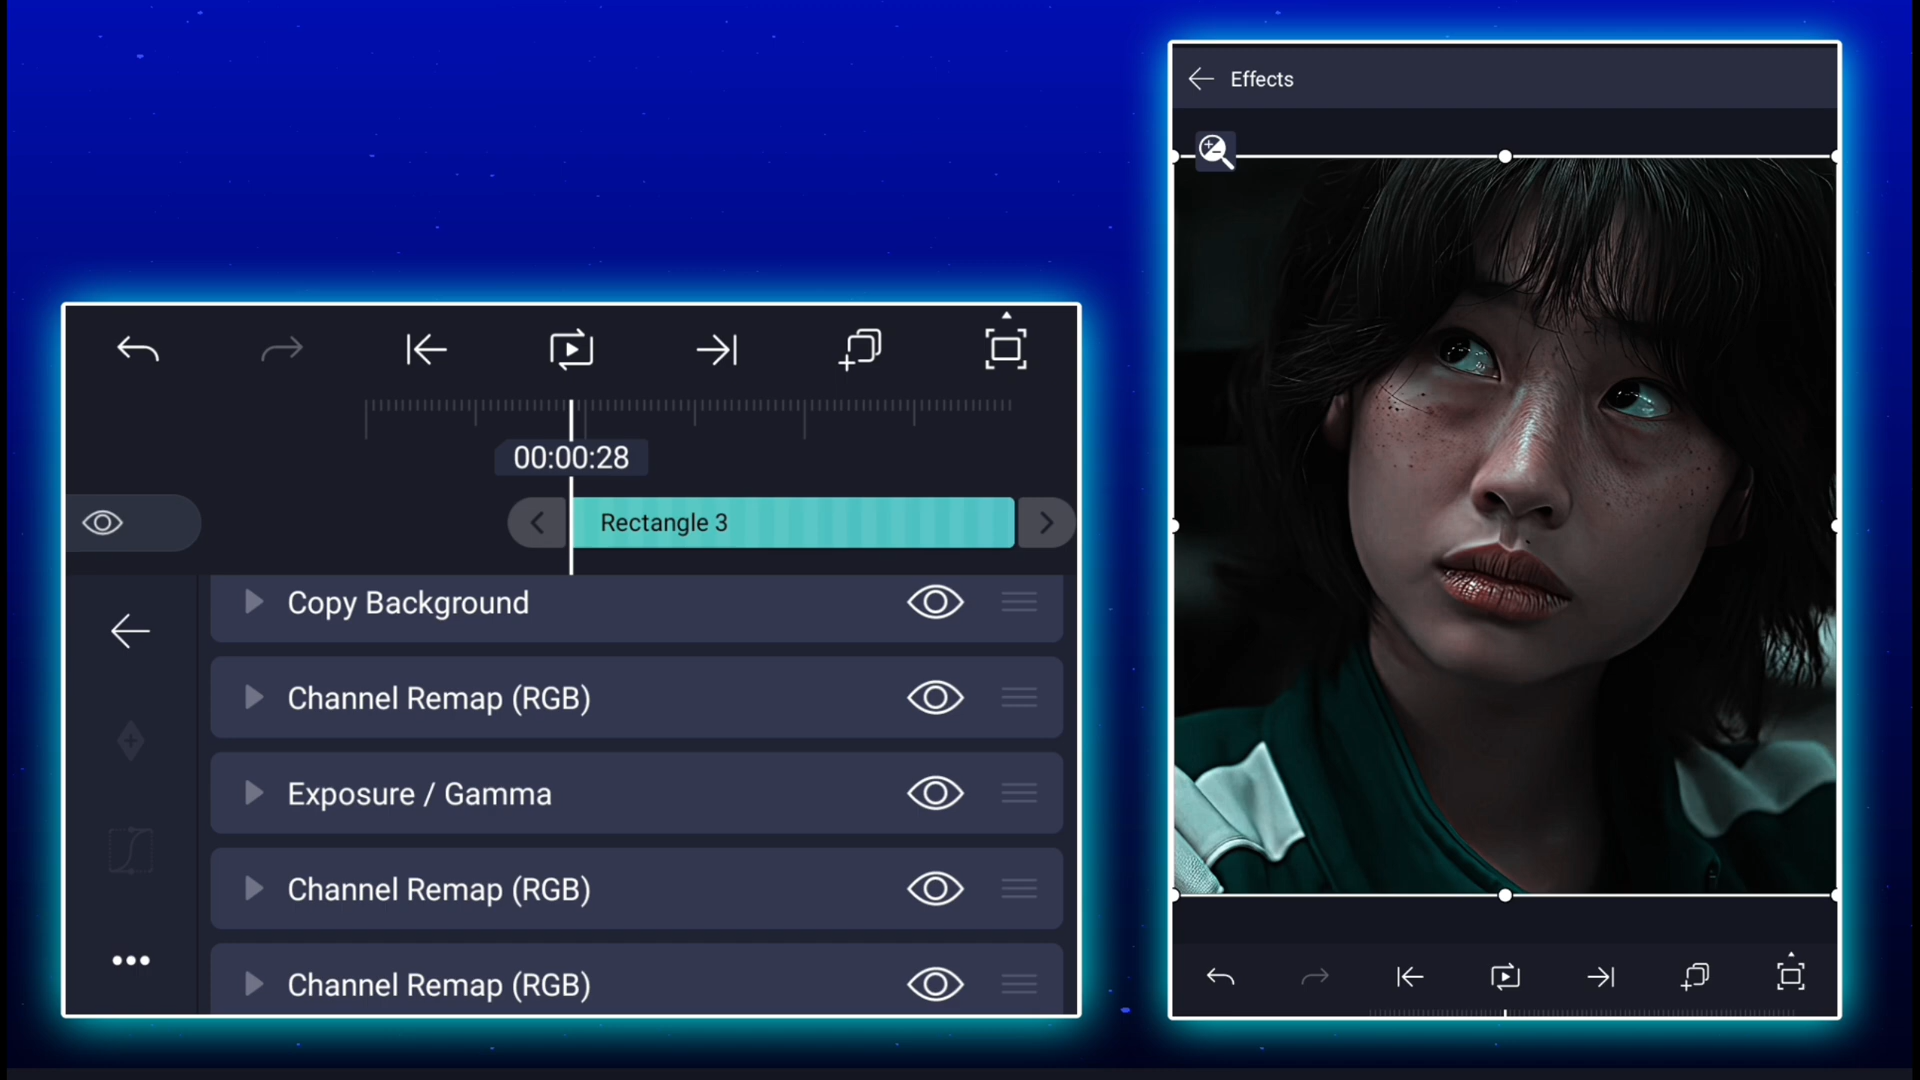 Effects
00:00:28
Rectangle 3
Copy Background
Channel Remap (RGB)
Exposure / Gamma
Channel Remap (RGB)
Channel Remap (RGB)